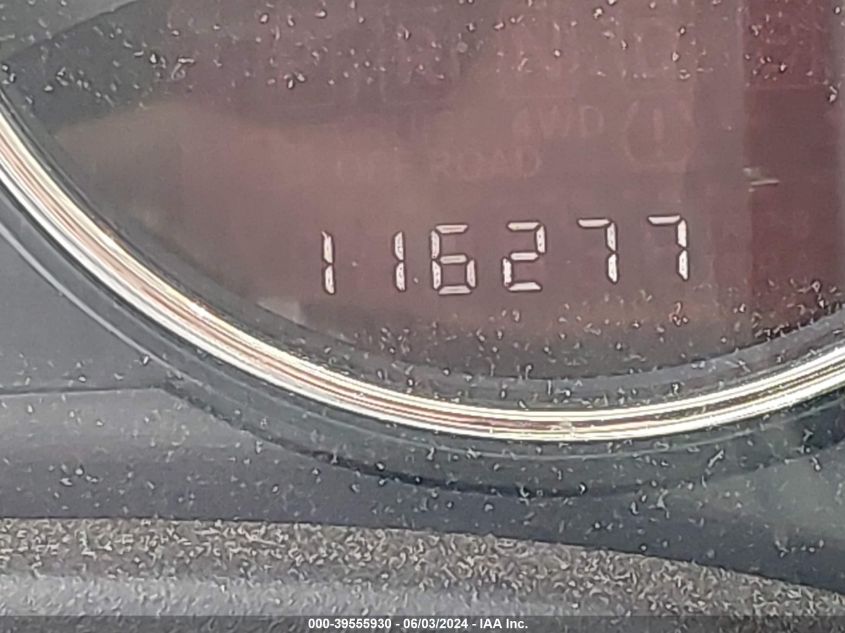 4WD
OFF ROAD
116277
000-39555930 - 06/03/2024 - IAA Inc.